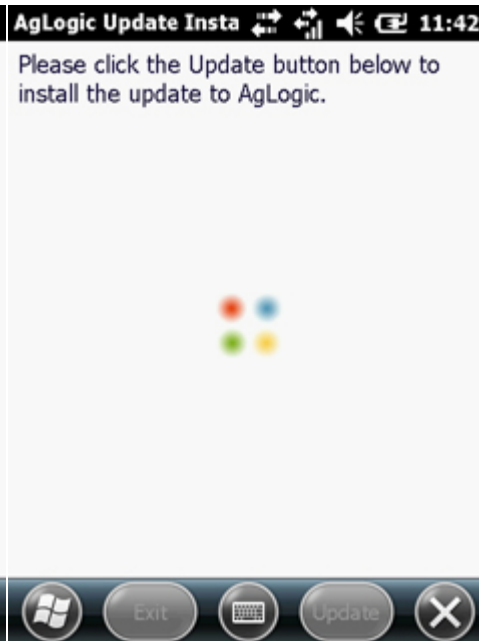 AgLogic Update Insta 11:42
Please click the Update button below to
install the update to AgLogic.
Exit Update